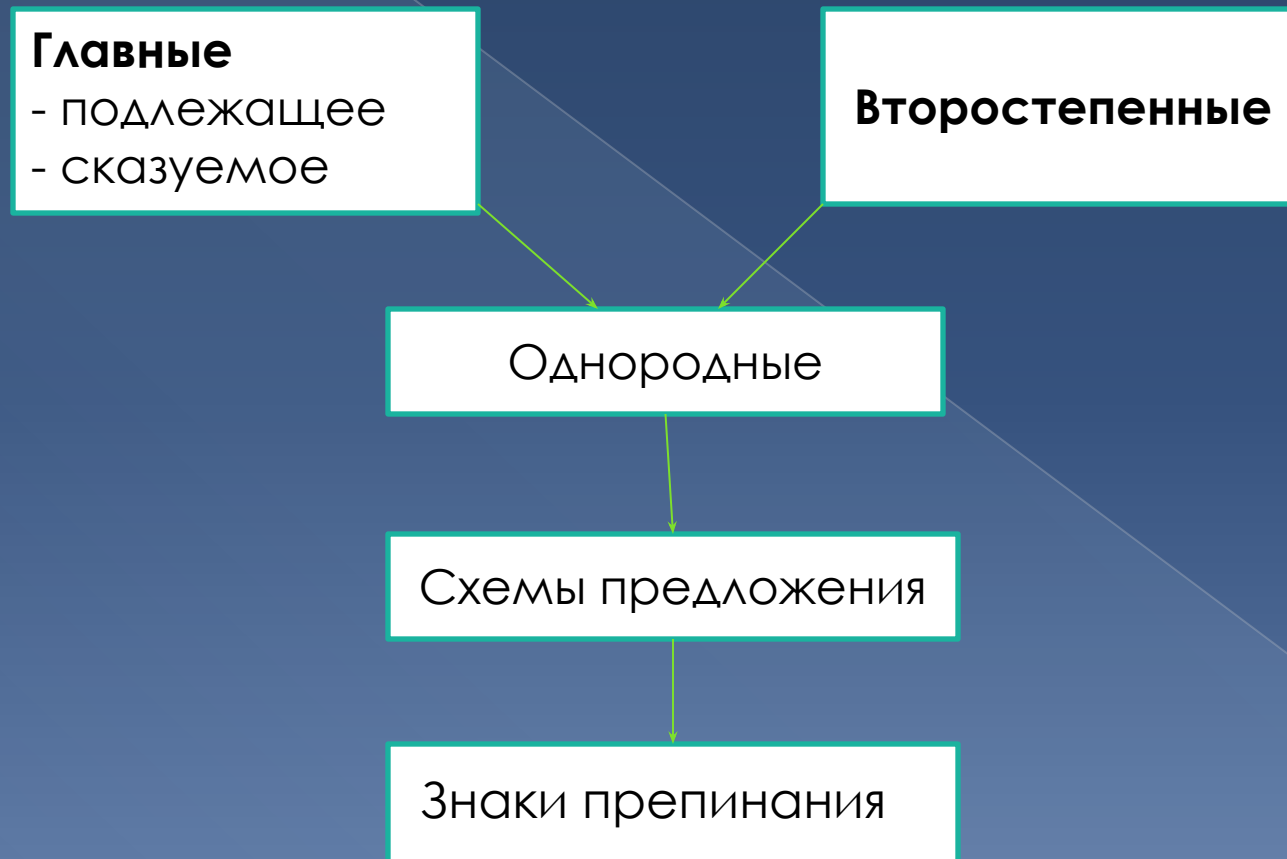 Главные
- подлежащее
- сказуемое
Второстепенные
Однородные
Схемы предложения
Знаки препинания